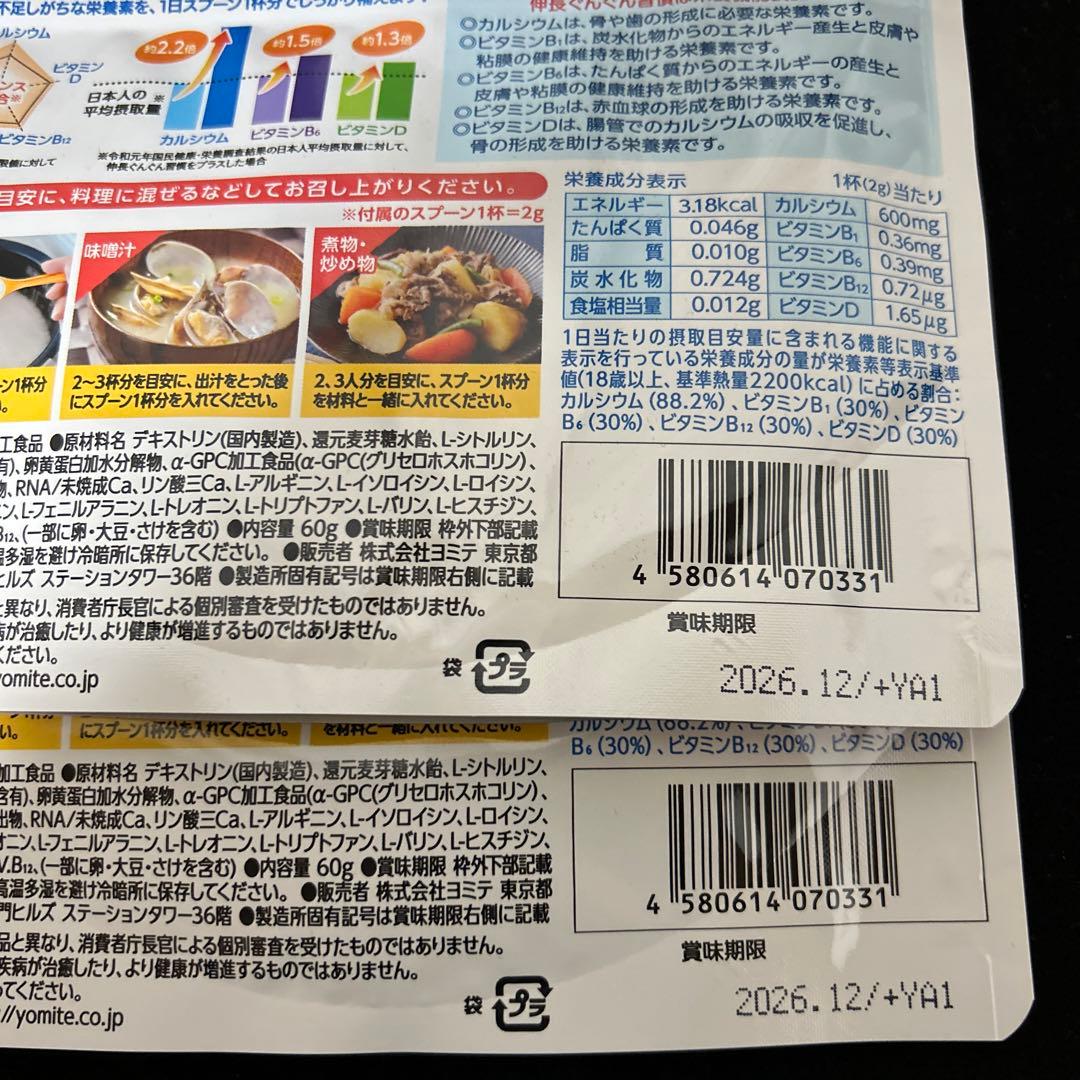 不足しがちな栄養素を、1日スプーン1杯分でしっかり補えます
ルシウム
ビタミン
D
ビタミンB12
約2.2倍
約1.5倍
約1.3倍
日本人の※
平均摂取量
カルシウム
ビタミンB6
ビタミンD
※令和元年国民健康・栄養調査結果の日本人平均摂取量に対して、
伸長ぐんぐん習慣をプラスした場合
伸長ぐんぐん習慣は
◎カルシウムは、骨や歯の形成に必要な栄養素です。
◎ビタミンB1は、炭水化物からのエネルギー産生と皮膚や
粘膜の健康維持を助ける栄養素です。
◎ビタミンB6は、たんぱく質からのエネルギーの産生と
皮膚や粘膜の健康維持を助ける栄養素です。
◎ビタミンB12は、赤血球の形成を助ける栄養素です。
◎ビタミンDは、腸管でのカルシウムの吸収を促進し、
骨の形成を助ける栄養素です。
目安に、料理に混ぜるなどしてお召し上がりください。
※付属のスプーン1杯=2g
味噌汁
煮物・
炒め物
ン1杯分
2〜3杯分を目安に、出汁をとった後
にスプーン1杯分を入れてください。
2、3人分を目安に、スプーン1杯分
を材料と一緒に入れてください。
栄養成分表示 1杯(2g)当たり
エネルギー 3.18kcal カルシウム 600mg
たんぱく質 0.046g ビタミンB1 0.36mg
脂質 0.010g ビタミンB6 0.39mg
炭水化物 0.724g ビタミンB12 0.72μg
食塩相当量 0.012g ビタミンD 1.65μg
1日当たりの摂取目安量に含まれる機能に関する
表示を行っている栄養成分の量が栄養素等表示基準
値(18歳以上、基準熱量2200kcal)に占める割合:
カルシウム(88.2%)、ビタミンB1(30%)、ビタミン
B6(30%)、ビタミンB12(30%)、ビタミンD(30%)
工食品 ●原材料名 デキストリン(国内製造)、還元麦芽糖水飴、L-シトルリン、
有)、卵黄蛋白加水分解物、α-GPC加工食品(α-GPC(グリセロホスホコリン)、
物、RNA/未焼成Ca、リン酸三Ca、L-アルギニン、L-イソロイシン、L-ロイシン、
ン、L-フェニルアラニン、L-トレオニン、L-トリプトファン、L-バリン、L-ヒスチジン、
B12、(一部に卵・大豆・さけを含む) ●内容量 60g ●賞味期限 枠外下部記載
温多湿を避け冷暗所に保存してください。 ●販売者 株式会社ヨミテ 東京都
ヒルズ ステーションタワー36階 ●製造所固有記号は賞味期限右側に記載
と異なり、消費者庁長官による個別審査を受けたものではありません。
病が治癒したり、より健康が増進するものではありません。
ください。
yomite.co.jp
袋 プラ
4 580614 070331
賞味期限
2026.12/+YA1
にスプーン1杯分を入れてください。
を材料と一緒に入れてください。
カルシウム(88.2%)、ビタミン
B6(30%)、ビタミンB12(30%)、ビタミンD(30%)
加工食品 ●原材料名 デキストリン(国内製造)、還元麦芽糖水飴、L-シトルリン、
含有)、卵黄蛋白加水分解物、α-GPC加工食品(α-GPC(グリセロホスホコリン)、
出物、RNA/未焼成Ca、リン酸三Ca、L-アルギニン、L-イソロイシン、L-ロイシン、
オニン、L-フェニルアラニン、L-トレオニン、L-トリプトファン、L-バリン、L-ヒスチジン、
V.B12、(一部に卵・大豆・さけを含む) ●内容量 60g ●賞味期限 枠外下部記載
高温多湿を避け冷暗所に保存してください。 ●販売者 株式会社ヨミテ 東京都
門ヒルズ ステーションタワー36階 ●製造所固有記号は賞味期限右側に記載
品と異なり、消費者庁長官による個別審査を受けたものではありません。
疾病が治癒したり、より健康が増進するものではありません。
ってください。
//yomite.co.jp
袋 プラ
4 580614 070331
賞味期限
2026.12/+YA1